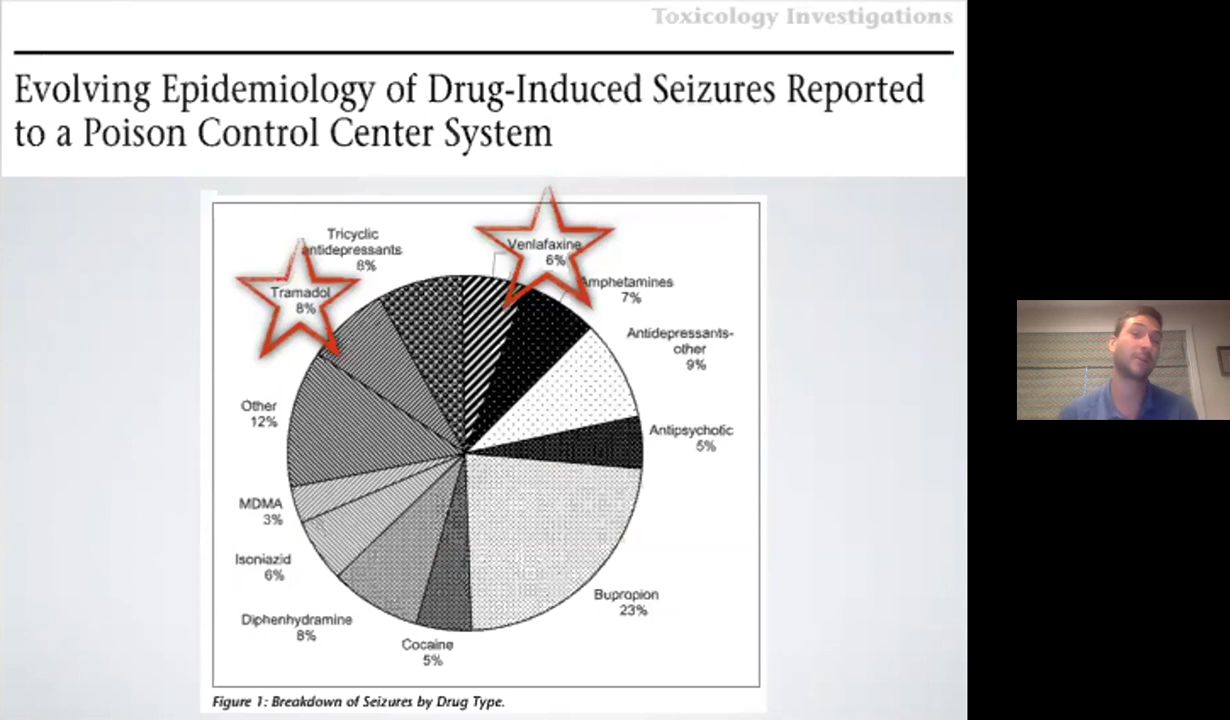 Toxicology Investigations
Evolving Epidemiology of Drug-Induced Seizures Reported
to a Poison Control Center System
Tricyclic
antidepressants
8%
Venlafaxine
6%
Tramadol
8%
Amphetamines
7%
Antidepressants-
other
9%
Other
12%
Antipsychotic
5%
MDMA
3%
Isoniazid
6%
Bupropion
23%
Diphenhydramine
8%
Cocaine
5%
Figure 1: Breakdown of Seizures by Drug Type.